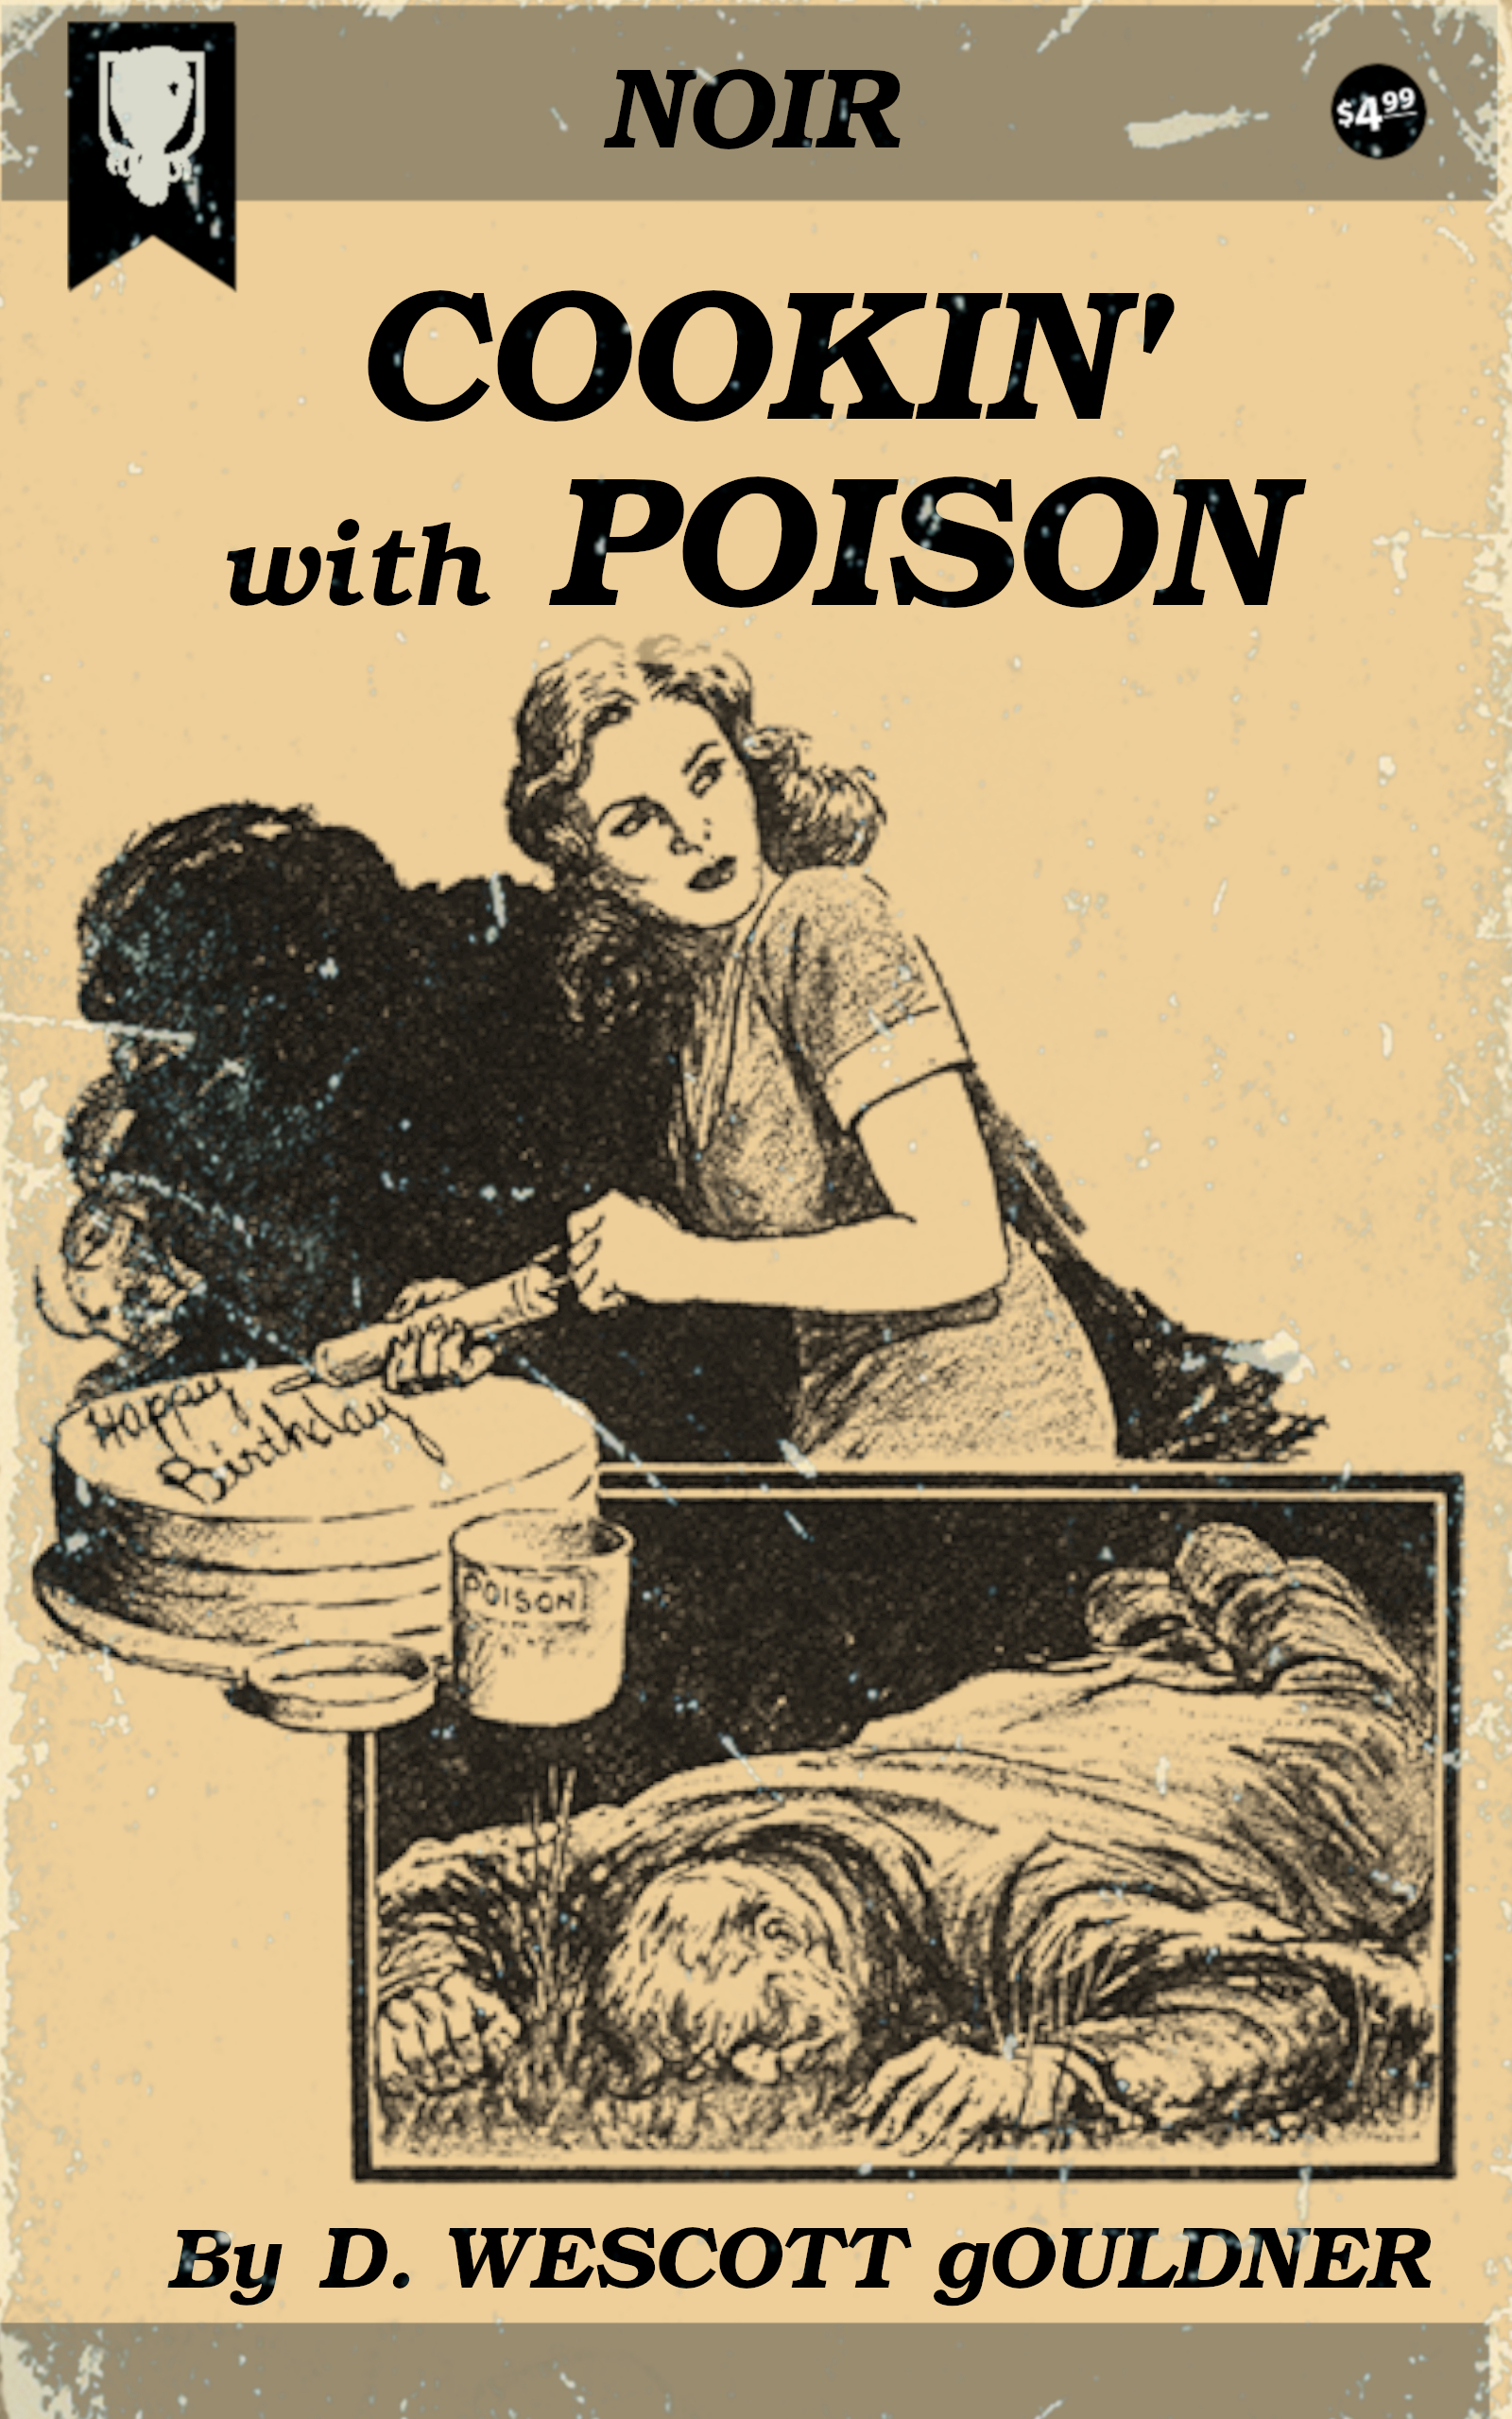 NOIR
$4.99
COOKIN'
with POISON
Happy
Birthday
POISON
By D. WESCOTT gOULDNER